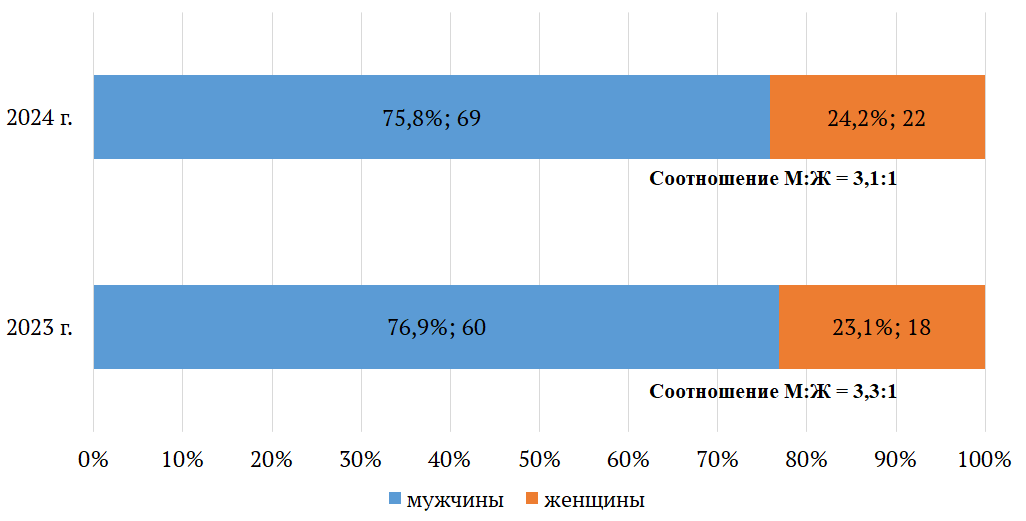 2024 г.
75,8%; 69
24,2%; 22
Соотношение М:Ж = 3,1:1
2023 г.
76,9%; 60
23,1%; 18
Соотношение М:Ж = 3,3:1
0% 10% 20% 30% 40% 50% 60% 70% 80% 90% 100%
мужчины женщины